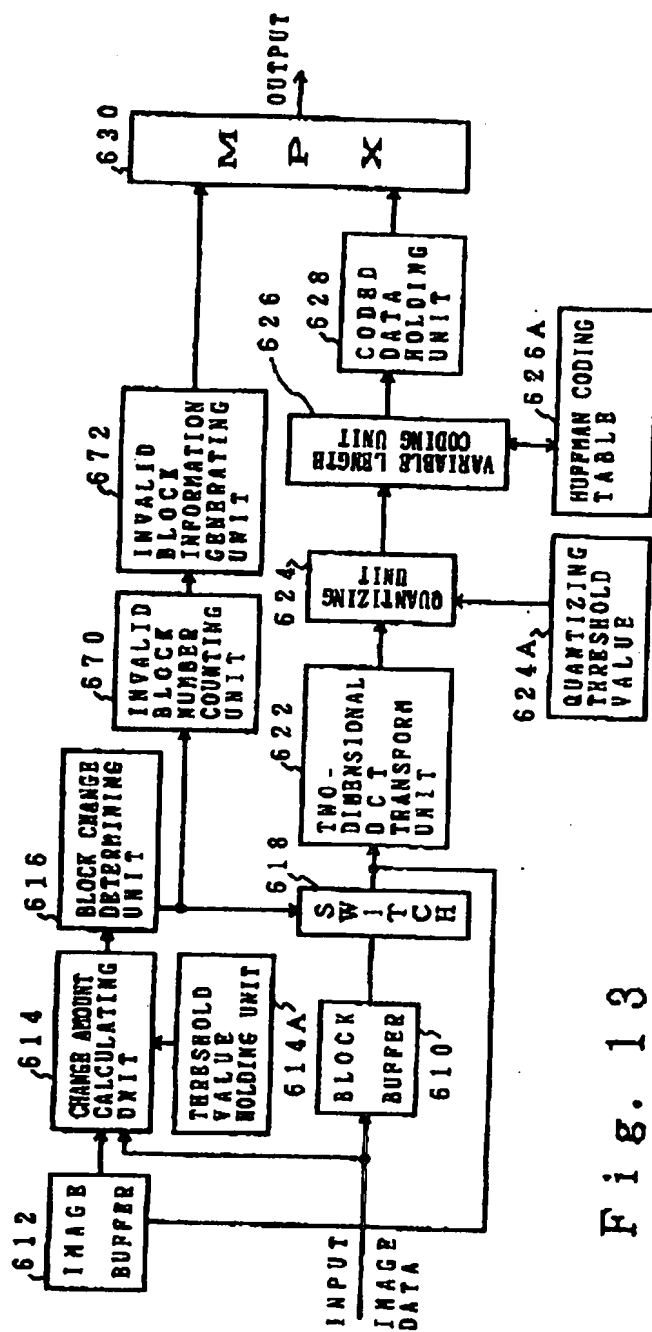 612
IMAGE
BUFFER
614
CHANGE AMOUNT
CALCULATING
UNIT
616
BLOCK CHANGE
DETERMINING
UNIT
THRESHOLD
VALUE
HOLDING UNIT
614A
670
INVALID
BLOCK
NUMBER
COUNTING
UNIT
672
INVALID
BLOCK
INFORMATION
GENERATING
UNIT
630
MPX
OUTPUT
INPUT
IMAGE
DATA
BLOCK
BUFFER
610
618
SWITCH
622
TWO-
DIMENSIONAL
DCT
TRANSFORM
UNIT
624
QUANTIZING
UNIT
626
VARIABLE LENGTH
CODING UNIT
628
CODED
DATA
HOLDING
UNIT
624A
QUANTIZING
THRESHOLD
VALUE
626A
HUFFMAN CODING
TABLE
Fig. 13